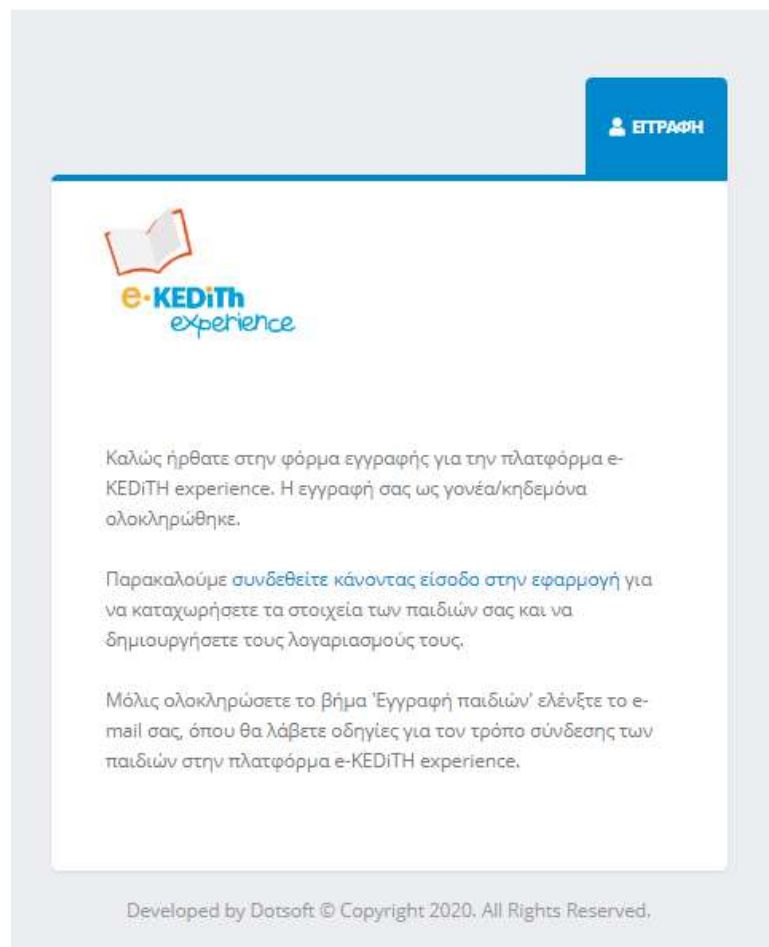 ΕΓΓΡΑΦΉ
e-KEDiTh
experience
Καλώς ήρθατε στην φόρμα εγγραφής για την πλατφόρμα e-
KEDiTH experience. Η εγγραφή σας ως γονέα/κηδεμόνα
ολοκληρώθηκε.
Παρακαλούμε συνδεθείτε κάνοντας είσοδο στην εφαρμογή για
να καταχωρήσετε τα στοιχεία των παιδιών σας και να
δημιουργήσετε τους λογαριασμούς τους.
Μόλις ολοκληρώσετε το βήμα 'Εγγραφή παιδιών' ελένξτε το e-
mail σας, όπου θα λάβετε οδηγίες για τον τρόπο σύνδεσης των
παιδιών στην πλατφόρμα e-KEDiTH experience.
Developed by Dotsoft © Copyright 2020. All Rights Reserved.